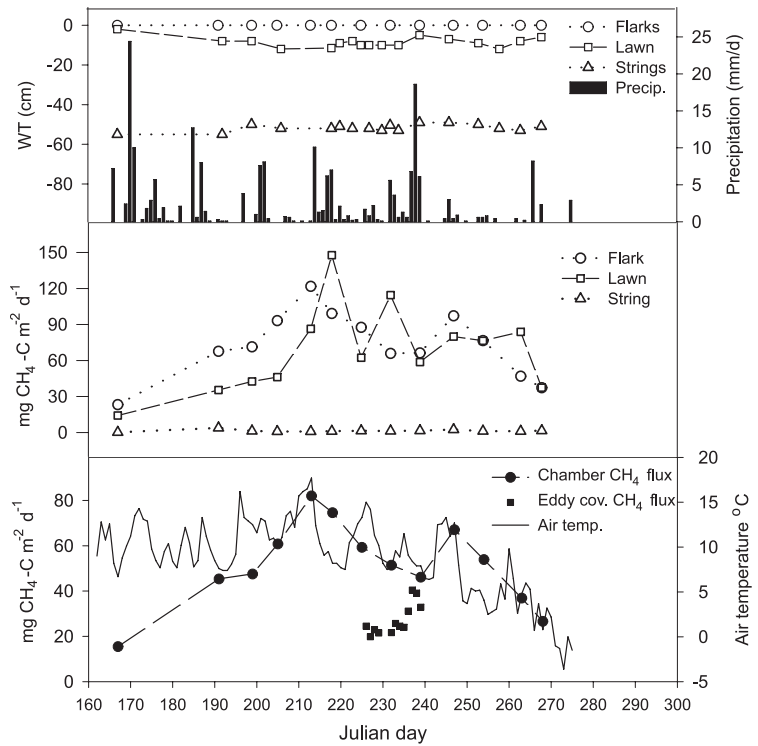 0
-20
-40
-60
-80
WT (cm)
Flarks
Lawn
Strings
Precip.
25
20
15
10
5
0
Precipitation (mm/d)
150
120
90
60
30
0
mg CH4 -C m-2 d-1
Flark
Lawn
String
80
60
40
20
0
mg CH4-C m-2 d-1
Chamber CH4 flux
Eddy cov. CH4 flux
Air temp.
20
15
10
5
0
-5
Air temperature °C
160 170 180 190 200 210 220 230 240 250 260 270 280 290 300
Julian day